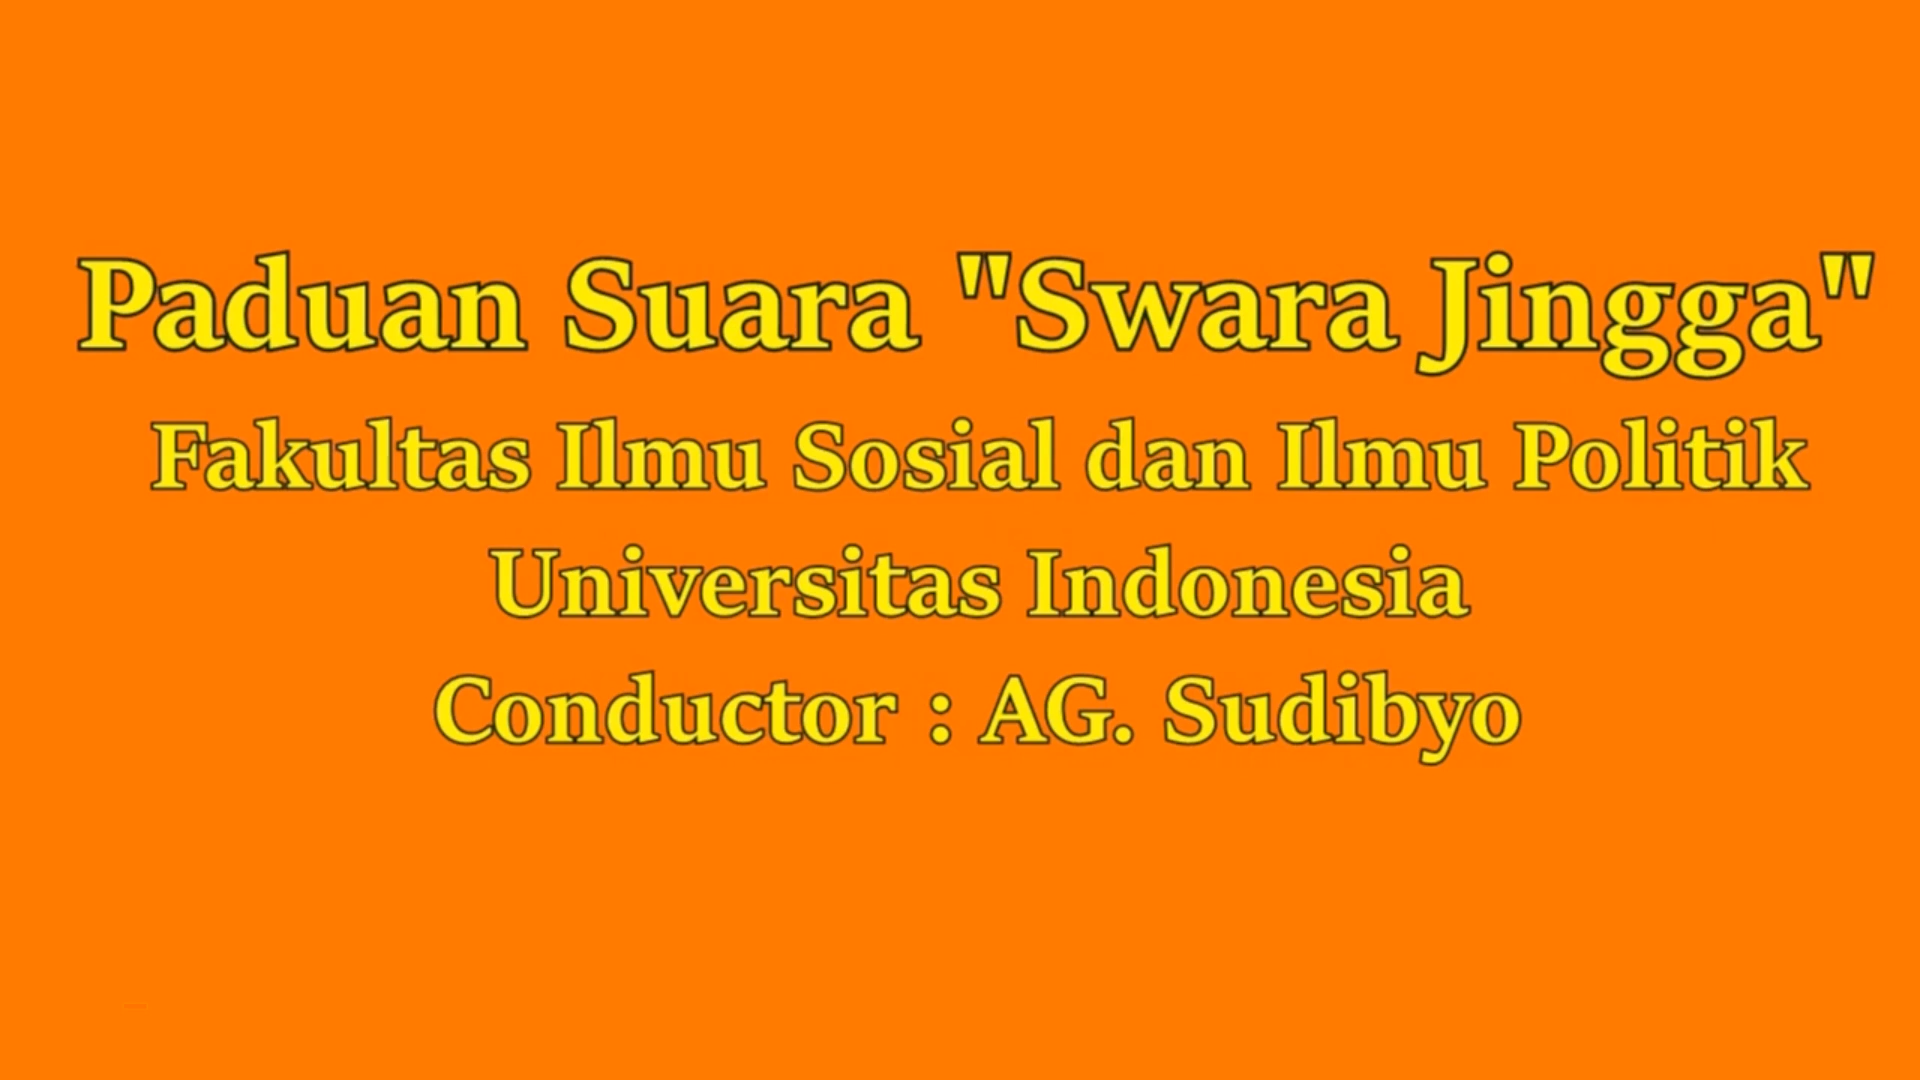 Paduan Suara "Swara Jingga"
Fakultas Ilmu Sosial dan Ilmu Politik
Universitas Indonesia
Conductor : AG. Sudibyo